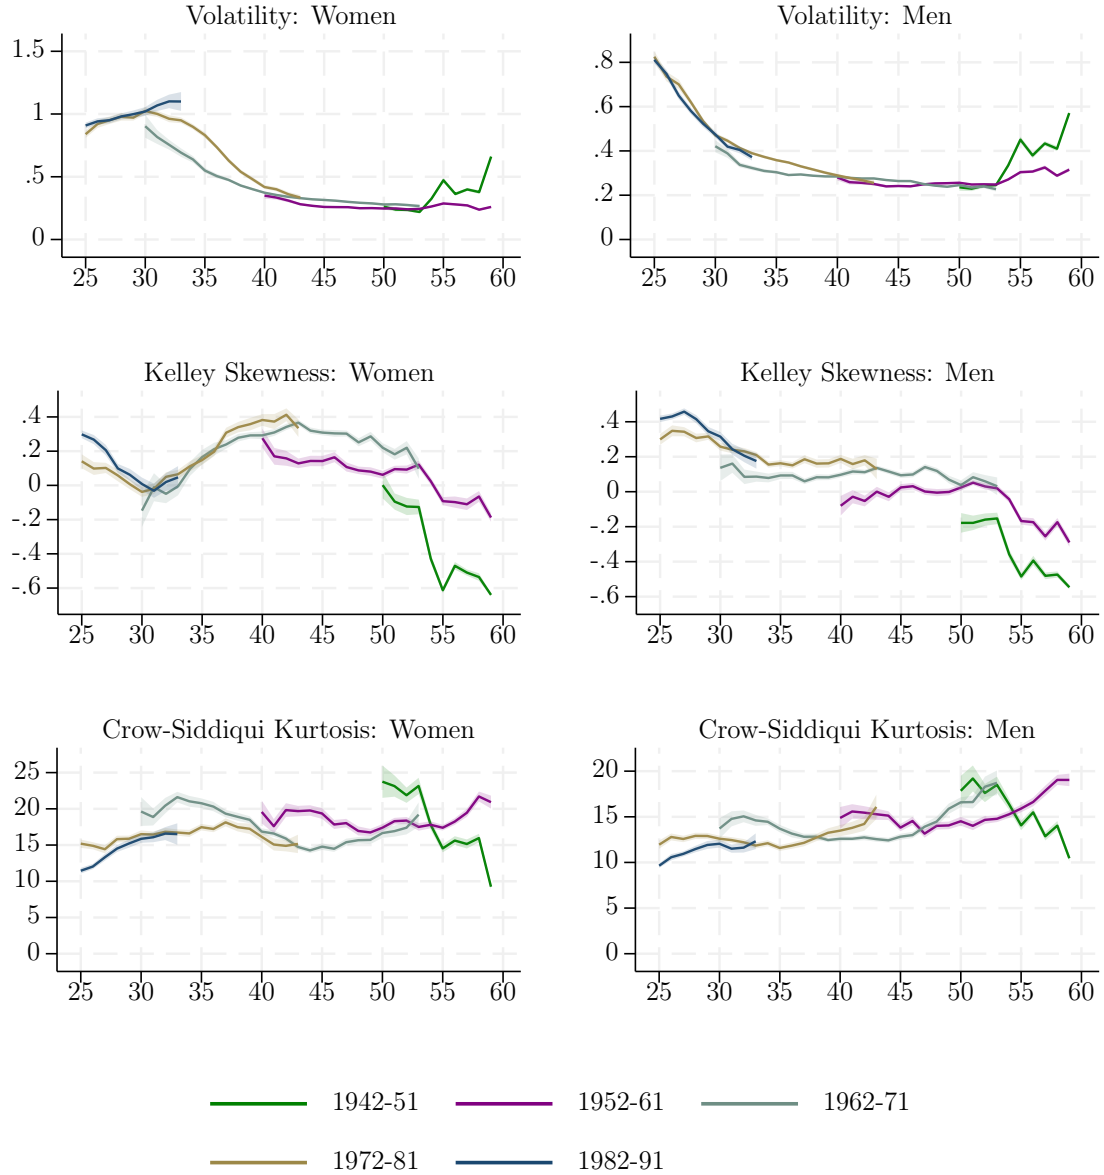 Volatility: Women
1.5
1
.5
0
25 30 35 40 45 50 55 60
Volatility: Men
.8
.6
.4
.2
0
25 30 35 40 45 50 55 60
Kelley Skewness: Women
.4
.2
0
-.2
-.4
-.6
25 30 35 40 45 50 55 60
Kelley Skewness: Men
.4
.2
0
-.2
-.4
-.6
25 30 35 40 45 50 55 60
Crow-Siddiqui Kurtosis: Women
25
20
15
10
5
0
25 30 35 40 45 50 55 60
Crow-Siddiqui Kurtosis: Men
20
15
10
5
0
25 30 35 40 45 50 55 60
1942-51 1952-61 1962-71
1972-81 1982-91